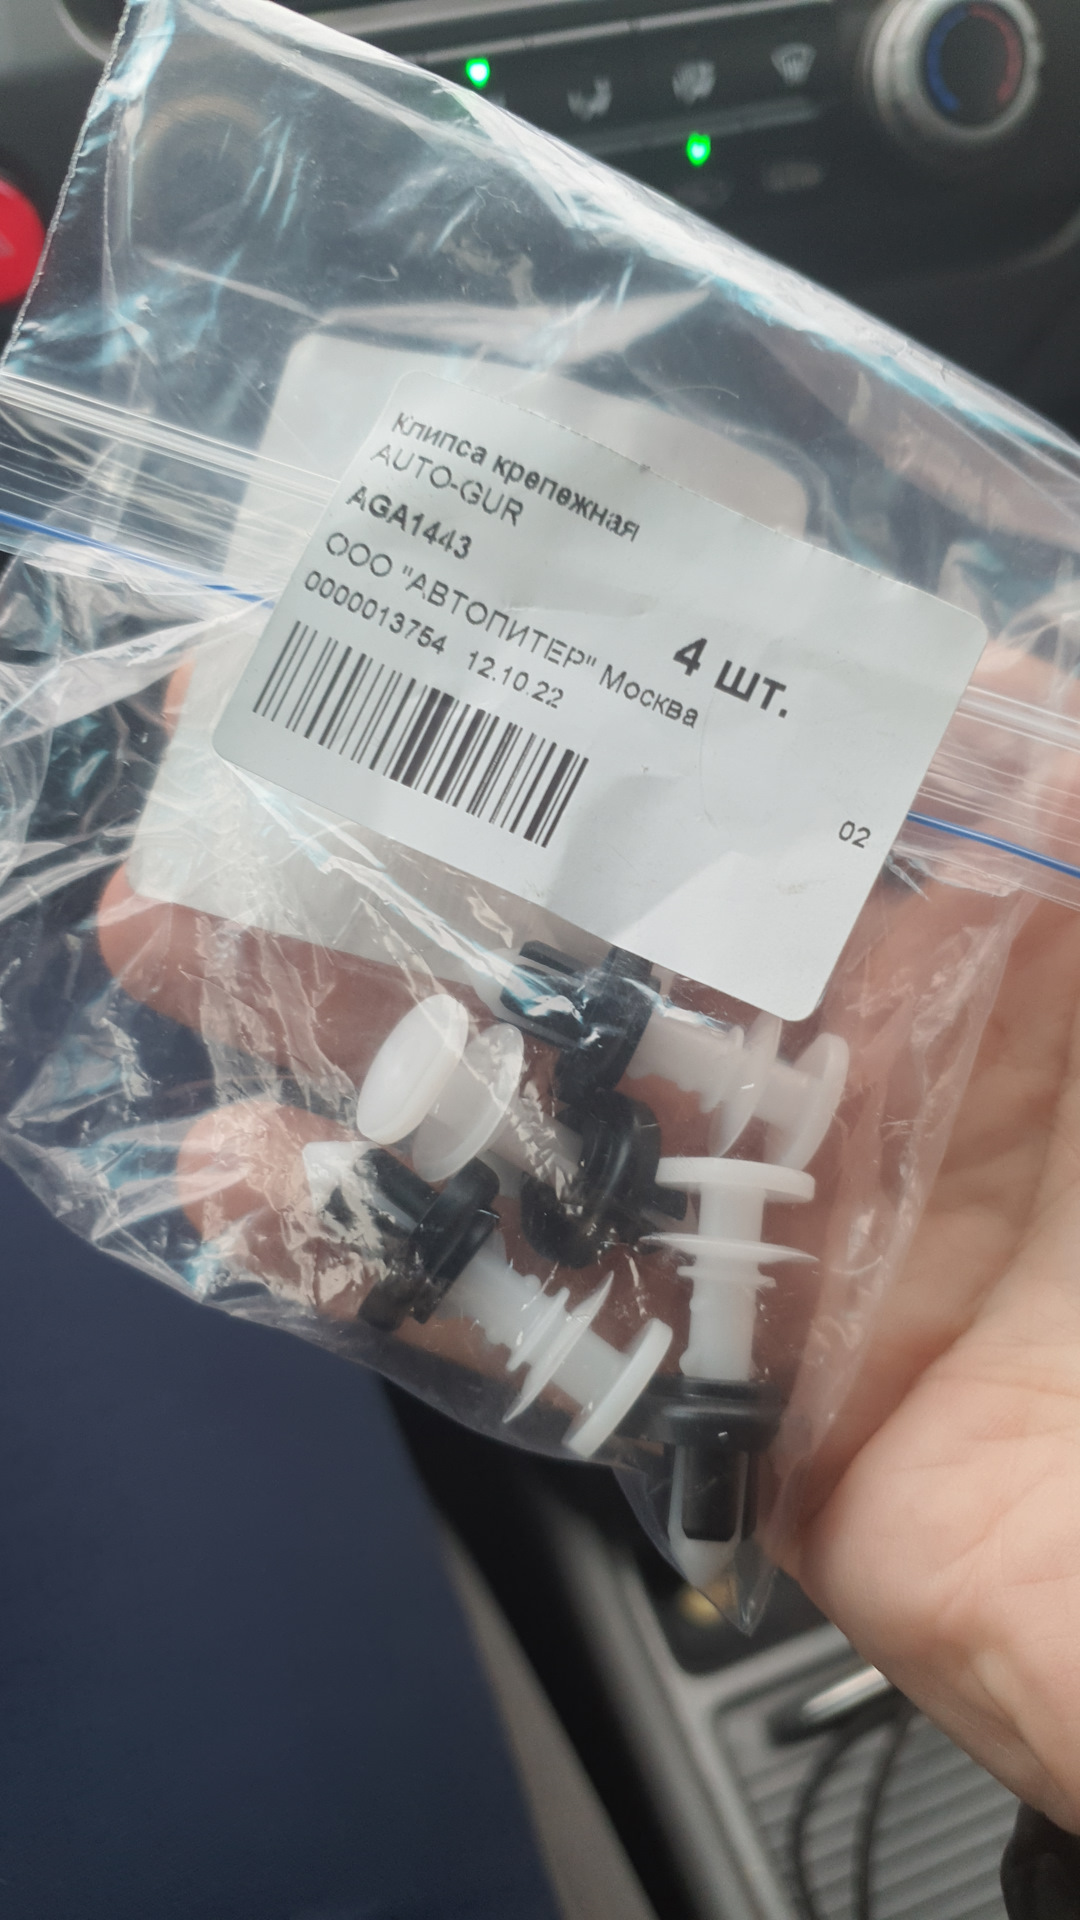 Клипса крепежная
AUTO-GUR
AGA1443
ООО "АВТОПИТЕР" Москва
0000013754 12.10.22
4 шт.
02